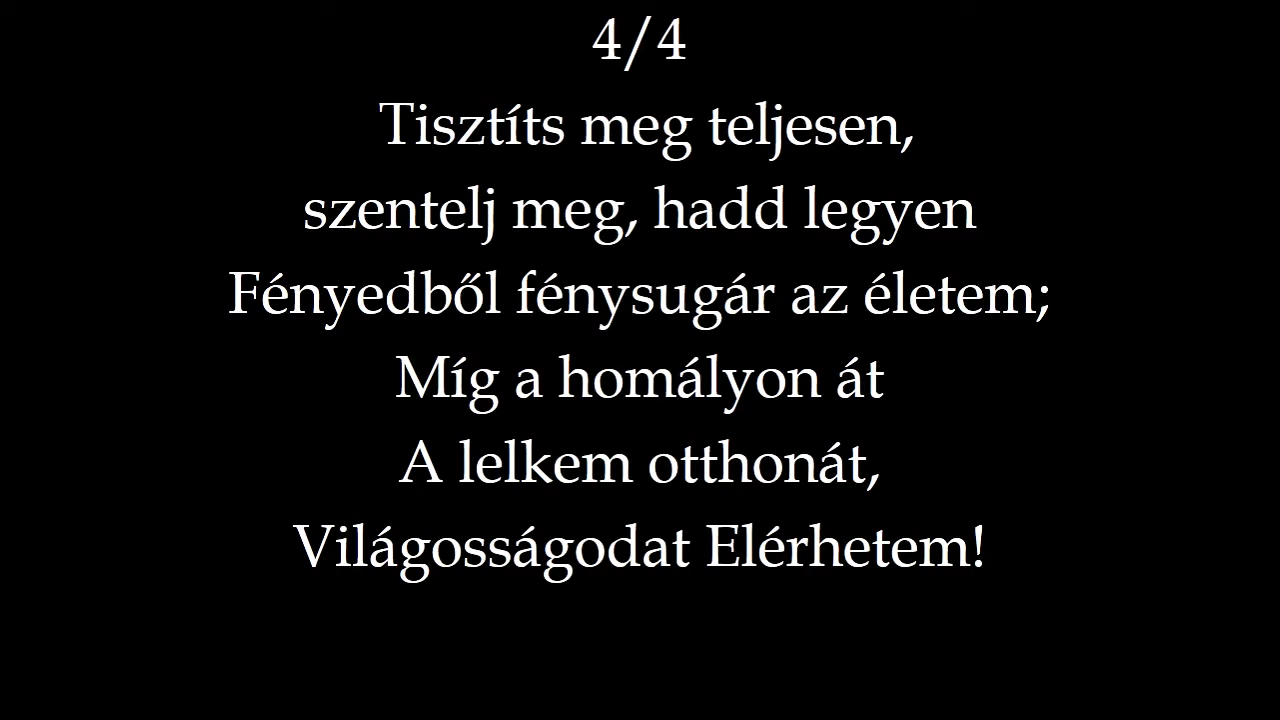 4/4
Tisztíts meg teljesen,
szentelj meg, hadd legyen
Fényedből fénysugár az életem;
Míg a homályon át
A lelkem otthonát,
Világosságodat Elérhetem!